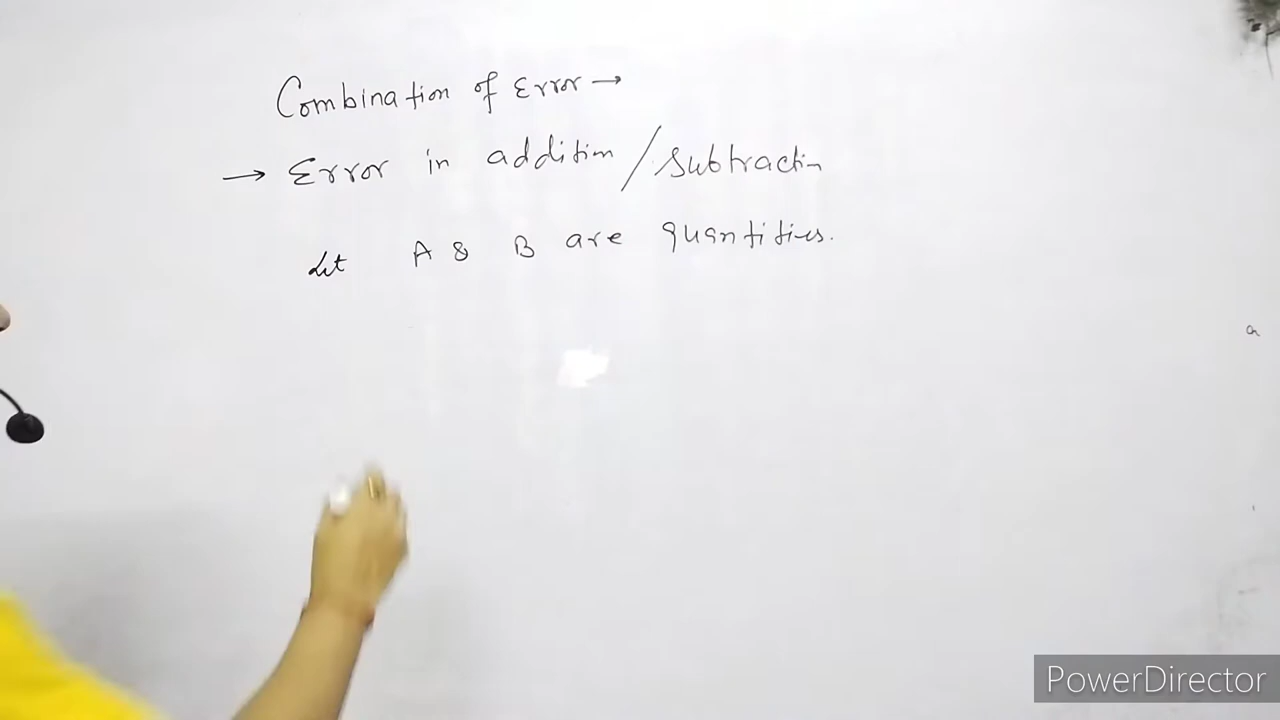 Combination of Error →
→ Error in addition / Subtraction
Let A & B are quantities.
a
PowerDirector